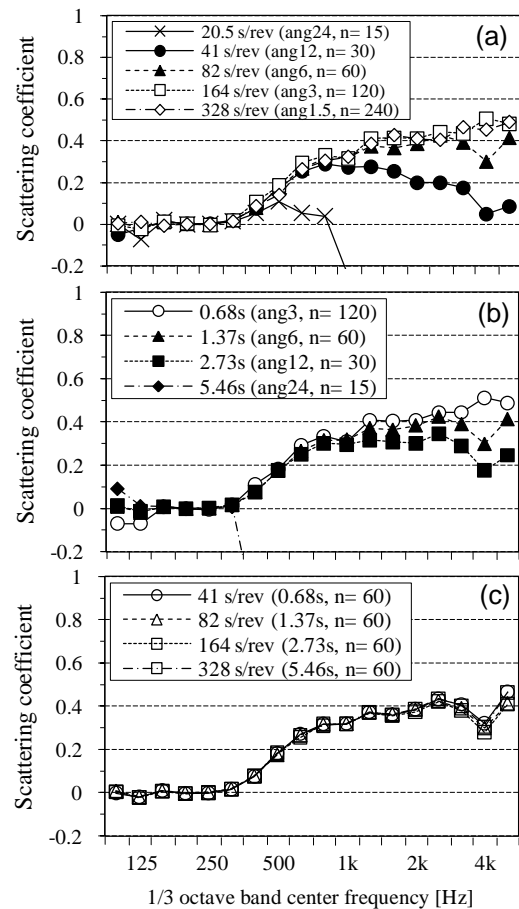 (a)
20.5 s/rev (ang24, n= 15)
41 s/rev (ang12, n= 30)
82 s/rev (ang6, n= 60)
164 s/rev (ang3, n= 120)
328 s/rev (ang1.5, n= 240)
Scattering coefficient
1
0.8
0.6
0.4
0.2
0
-0.2
(b)
0.68s (ang3, n= 120)
1.37s (ang6, n= 60)
2.73s (ang12, n= 30)
5.46s (ang24, n= 15)
Scattering coefficient
1
0.8
0.6
0.4
0.2
0
-0.2
(c)
41 s/rev (0.68s, n= 60)
82 s/rev (1.37s, n= 60)
164 s/rev (2.73s, n= 60)
328 s/rev (5.46s, n= 60)
Scattering coefficient
1
0.8
0.6
0.4
0.2
0
-0.2
125 250 500 1k 2k 4k
1/3 octave band center frequency [Hz]